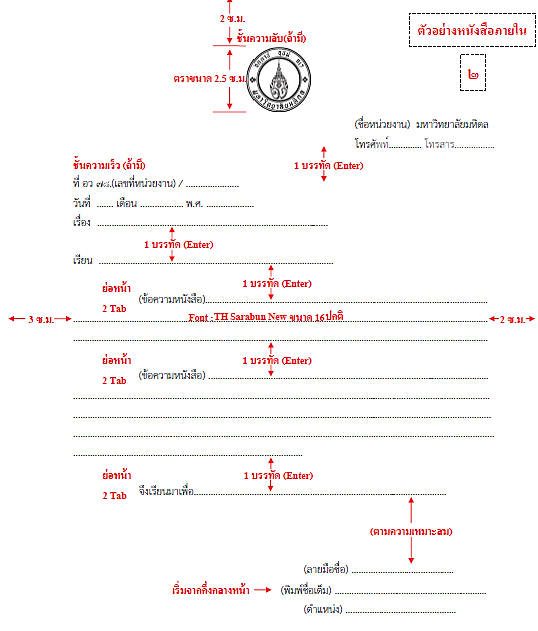 2 ซ.ม.
ตัวอย่างหนังสือภายใน
ชั้นความลับ(ถ้ามี)
๒
ตราขนาด 2.5 ซ.ม.
(ชื่อหน่วยงาน) มหาวิทยาลัยมหิดล
โทรศัพท์.............. โทรสาร.................
ชั้นความเร็ว (ถ้ามี) 1 บรรทัด (Enter)
ที่ อว ๗๘.(เลขที่หน่วยงาน) / ......................
วันที่ ....... เดือน .................. พ.ศ. ....................
เรื่อง ................................................................................
1 บรรทัด (Enter)
เรียน ................................................................................
ย่อหน้า 1 บรรทัด (Enter)
(ข้อความหนังสือ)................................................................................
2 Tab
3 ซ.ม. Font :TH Sarabun New ขนาด 16ปกติ 2 ซ.ม.
................................................................................
ย่อหน้า 1 บรรทัด (Enter)
(ข้อความหนังสือ) ................................................................................
2 Tab
................................................................................
................................................................................
................................................................................
................................................................................
ย่อหน้า 1 บรรทัด (Enter)
2 Tab จึงเรียนมาเพื่อ................................................................................
(ตามความเหมาะสม)
(ลายมือชื่อ) ....................................
เริ่มจากกึ่งกลางหน้า (พิมพ์ชื่อเต็ม) ....................................................
(ตำแหน่ง) .......................................